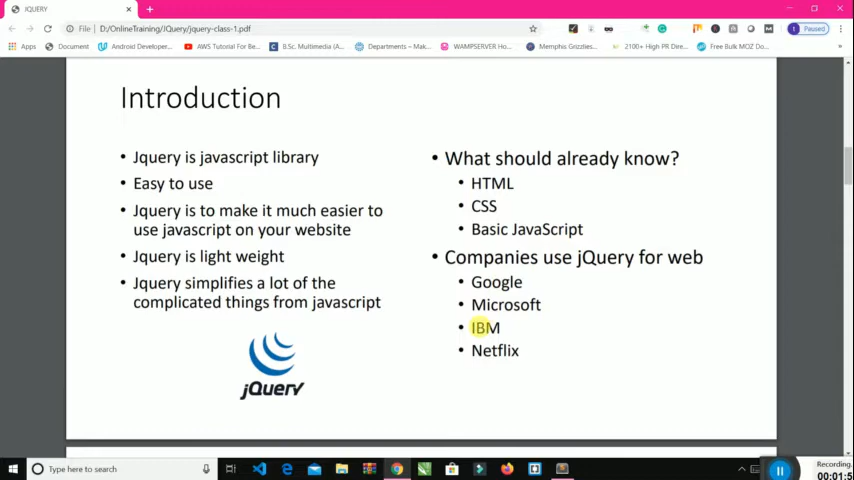 JQUERY
File
D:/OnlineTraining/JQuery/jquery-class-1.pdf
Paused
Apps
Document
Android Developer...
AWS Tutorial For Be...
B.Sc. Multimedia (A...
Departments – Mak...
WAMPSERVER Ho...
Memphis Grizzlies...
2100+ High PR Dire...
Free Bulk MOZ Do...
Introduction
• Jquery is javascript library
• Easy to use
• Jquery is to make it much easier to
use javascript on your website
• Jquery is light weight
• Jquery simplifies a lot of the
complicated things from javascript
jQuery
• What should already know?
• HTML
• CSS
• Basic JavaScript
• Companies use jQuery for web
• Google
• Microsoft
• IBM
• Netflix
Type here to search
Recording...
00:01:5